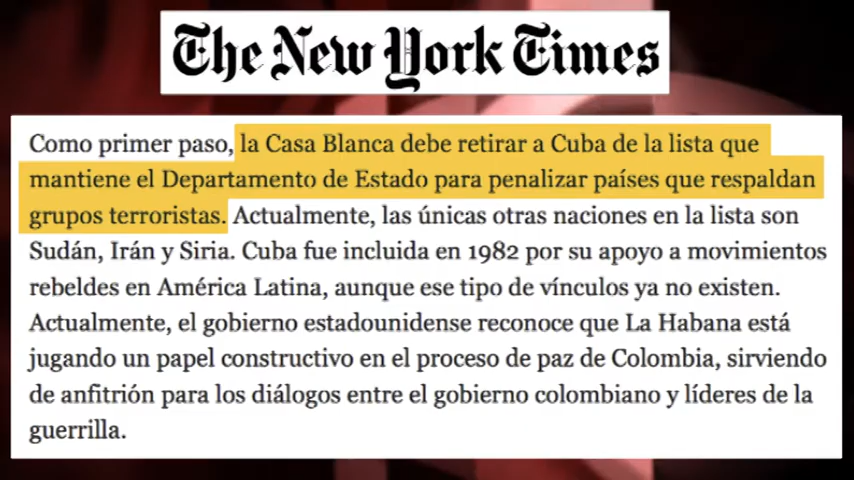 The New York Times
Como primer paso, la Casa Blanca debe retirar a Cuba de la lista que
mantiene el Departamento de Estado para penalizar países que respaldan
grupos terroristas. Actualmente, las únicas otras naciones en la lista son
Sudán, Irán y Siria. Cuba fue incluida en 1982 por su apoyo a movimientos
rebeldes en América Latina, aunque ese tipo de vínculos ya no existen.
Actualmente, el gobierno estadounidense reconoce que La Habana está
jugando un papel constructivo en el proceso de paz de Colombia, sirviendo
de anfitrión para los diálogos entre el gobierno colombiano y líderes de la
guerrilla.